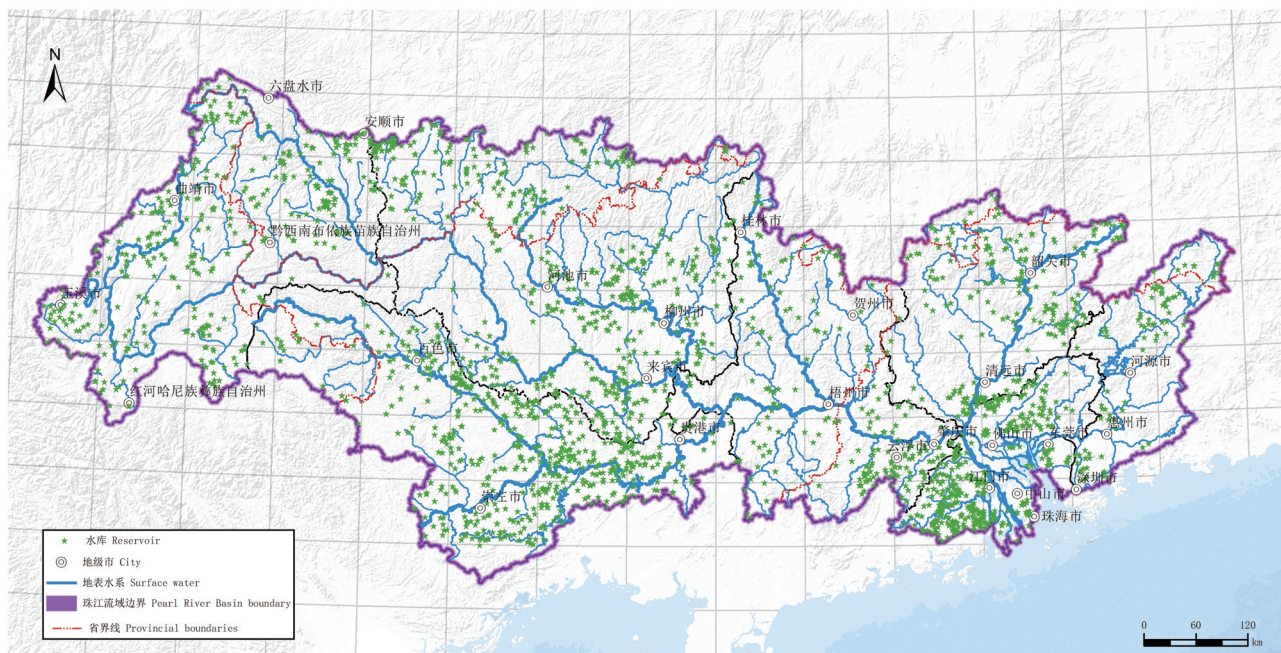 N
六盘水市
安顺市
曲靖市
桂林市
黔西南布依族苗族自治州
韶关市
河池市
玉溪市
贺州市
柳州市
百色市
来宾市
河源市
清远市
红河哈尼族彝族自治州
梧州市
贵港市
肇庆市
佛山市
东莞市
惠州市
云浮市
江门市
中山市
深圳市
崇左市
珠海市
水库 Reservoir
地级市 City
地表水系 Surface water
珠江流域边界 Pearl River Basin boundary
省界线 Provincial boundaries
0 60 120
km